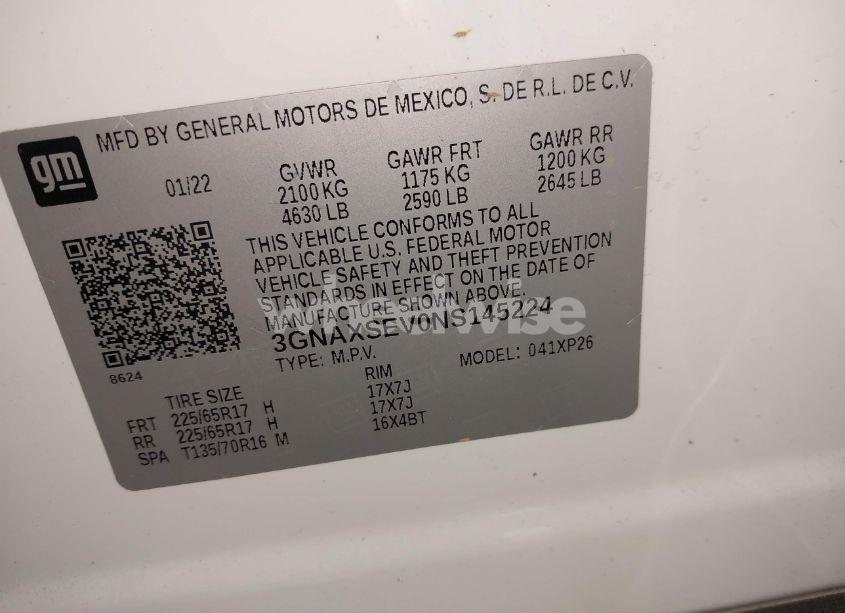 gm
MFD BY GENERAL MOTORS DE MEXICO, S. DE R.L. DE C.V.
01/22
GVWR GAWR FRT GAWR RR
2100 KG 1175 KG 1200 KG
4630 LB 2590 LB 2645 LB
THIS VEHICLE CONFORMS TO ALL
APPLICABLE U.S. FEDERAL MOTOR
VEHICLE SAFETY AND THEFT PREVENTION
STANDARDS IN EFFECT ON THE DATE OF
MANUFACTURE SHOWN ABOVE.
3GNAXSEV0NS145224
TYPE: M.P.V. MODEL: 041XP26
8624
TIRE SIZE RIM
FRT 225/65R17 H 17X7J
RR 225/65R17 H 17X7J
SPA T135/70R16 M 16X4BT